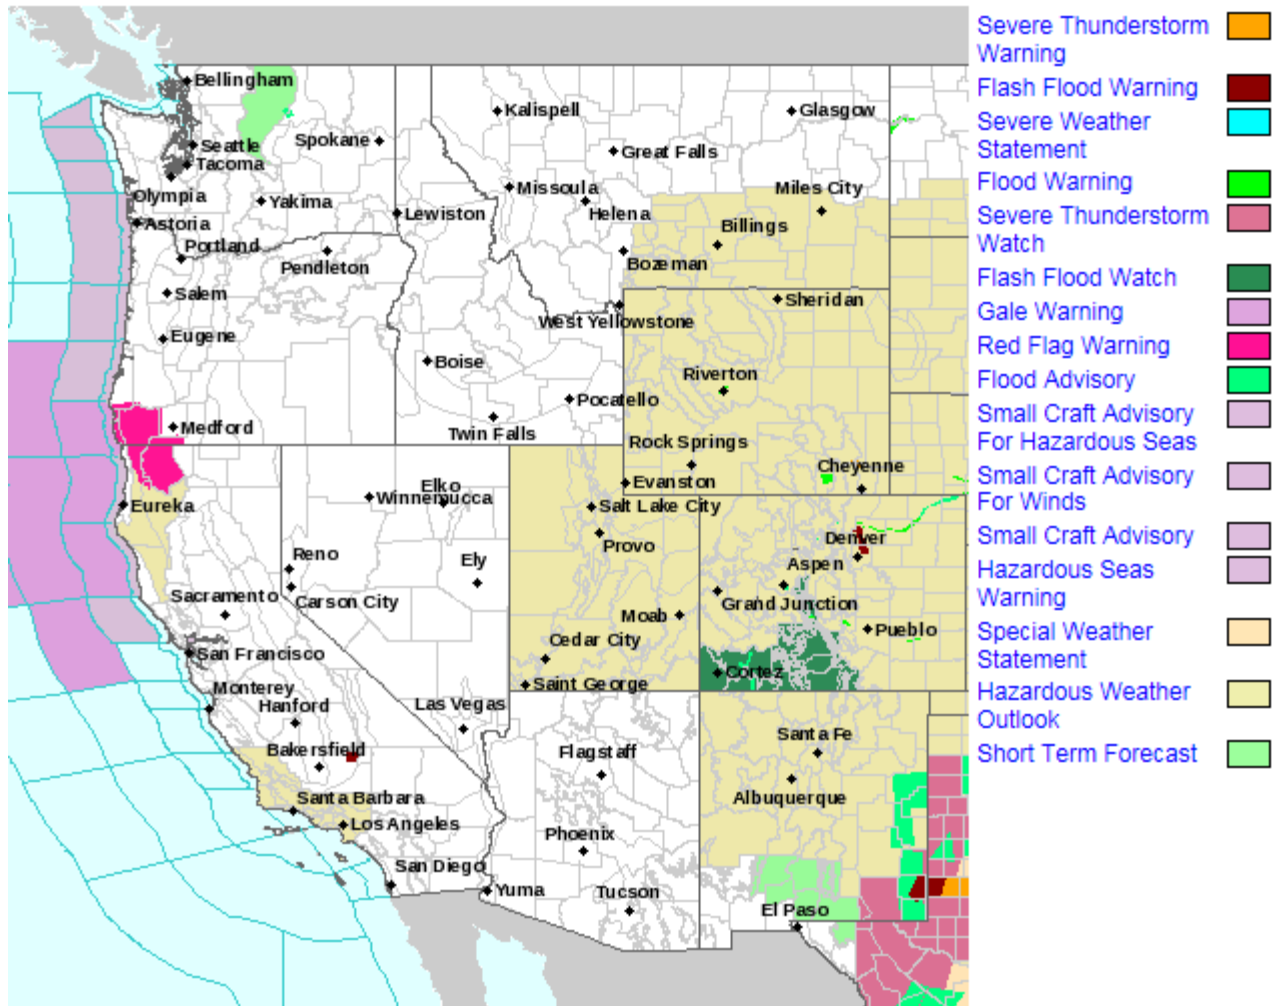 Bellingham
Kalispell
Glasgow
Spokane
Seattle
Great Falls
Tacoma
Missoula
Miles City
Olympia
Yakima
Helena
Lewiston
Astoria
Billings
Portland
Pendleton
Bozeman
Salem
Sheridan
West Yellowstone
Eugene
Boise
Riverton
Pocatello
Medford
Twin Falls
Rock Springs
Cheyenne
Elko
Evanston
Winnemucca
Eureka
Salt Lake City
Denver
Provo
Reno
Ely
Aspen
Sacramento
Carson City
Grand Junction
Moab
Pueblo
Cedar City
San Francisco
Cortez
Saint George
Monterey
Hanford
Las Vegas
Santa Fe
Bakersfield
Flagstaff
Santa Barbara
Albuquerque
Los Angeles
Phoenix
San Diego
Yuma
Tucson
El Paso
Severe Thunderstorm
Warning
Flash Flood Warning
Severe Weather
Statement
Flood Warning
Severe Thunderstorm
Watch
Flash Flood Watch
Gale Warning
Red Flag Warning
Flood Advisory
Small Craft Advisory
For Hazardous Seas
Small Craft Advisory
For Winds
Small Craft Advisory
Hazardous Seas
Warning
Special Weather
Statement
Hazardous Weather
Outlook
Short Term Forecast